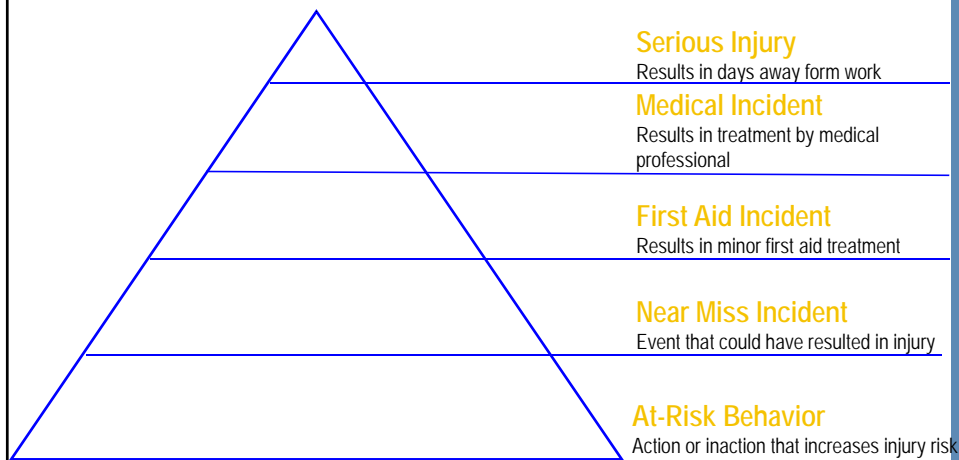 Serious Injury
Results in days away form work
Medical Incident
Results in treatment by medical
professional
First Aid Incident
Results in minor first aid treatment
Near Miss Incident
Event that could have resulted in injury
At-Risk Behavior
Action or inaction that increases injury risk